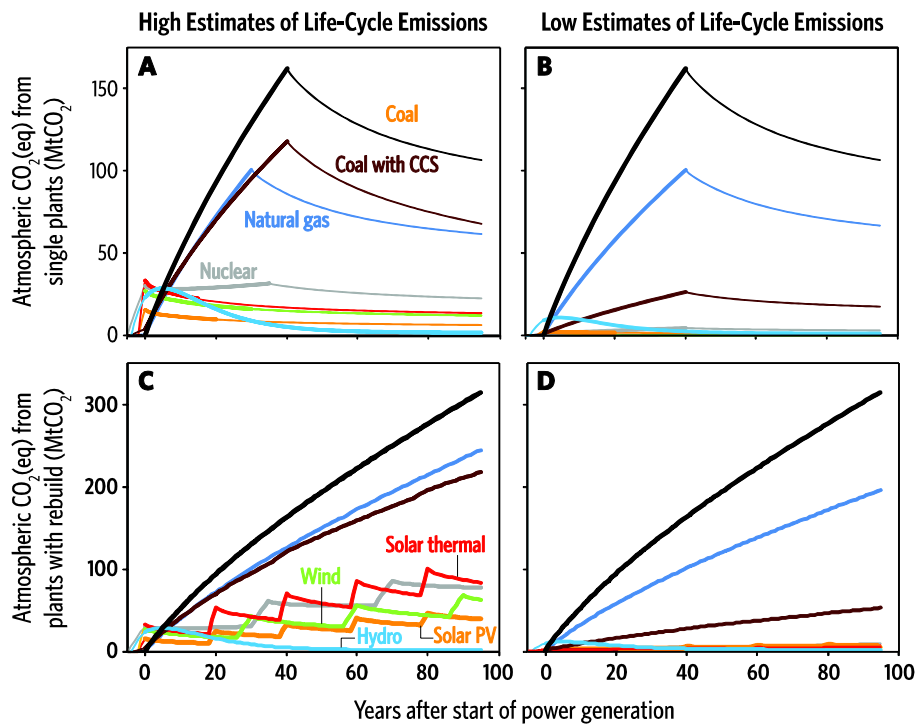 High Estimates of Life-Cycle Emissions
Low Estimates of Life-Cycle Emissions
Atmospheric CO₂(eq) from
single plants (MtCO₂)
150
100
50
0
A
Coal
Coal with CCS
Natural gas
Nuclear
B
Atmospheric CO₂(eq) from
plants with rebuild (MtCO₂)
300
200
100
0
C
Solar thermal
Wind
Hydro
Solar PV
D
0 20 40 60 80 100
0 20 40 60 80 100
Years after start of power generation